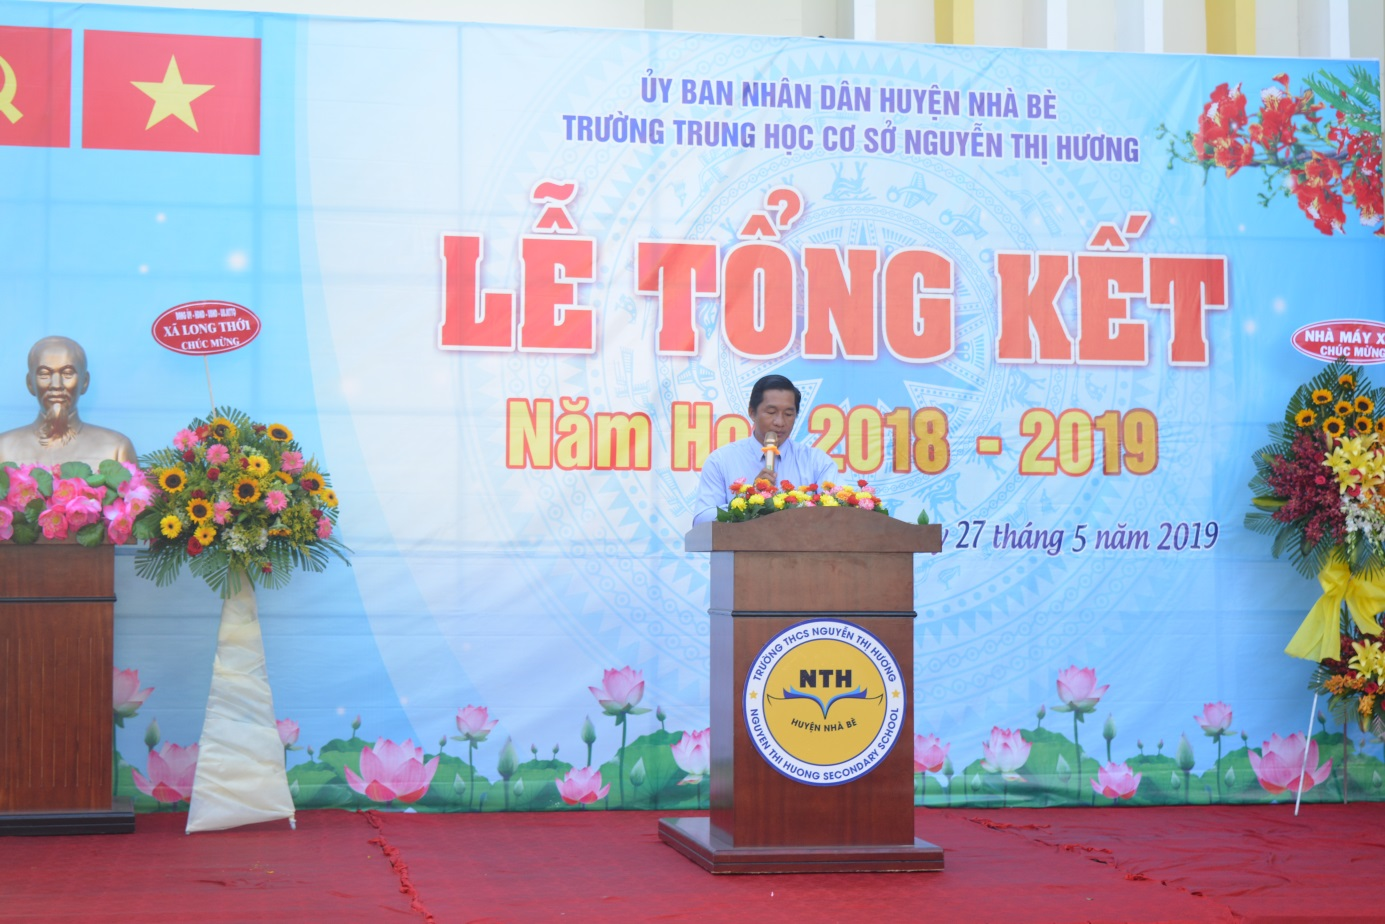 ỦY BAN NHÂN DÂN HUYỆN NHÀ BÈ
TRƯỜNG TRUNG HỌC CƠ SỞ NGUYỄN THỊ HƯƠNG
LỄ TỔNG KẾT
Năm Học 2018 - 2019
27 tháng 5 năm 2019
XÃ LONG THỚI
CHÚC MỪNG
NHÀ MÁY X
CHÚC MỪNG
TRƯỜNG THCS NGUYỄN THỊ HƯƠNG
NTH
HUYỆN NHÀ BÈ
NGUYEN THI HUONG SECONDARY SCHOOL